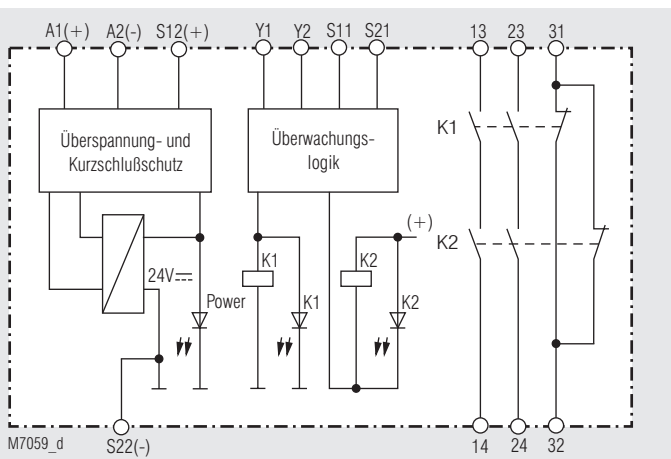 A1(+) A2(-) S12(+) Y1 Y2 S11 S21 13 23 31
Überspannung- und
Kurzschlußschutz
Überwachungs-
logik
K1
(+)
K2
24V
K1
K2
Power
K1
K2
M7059_d
S22(-)
14 24 32